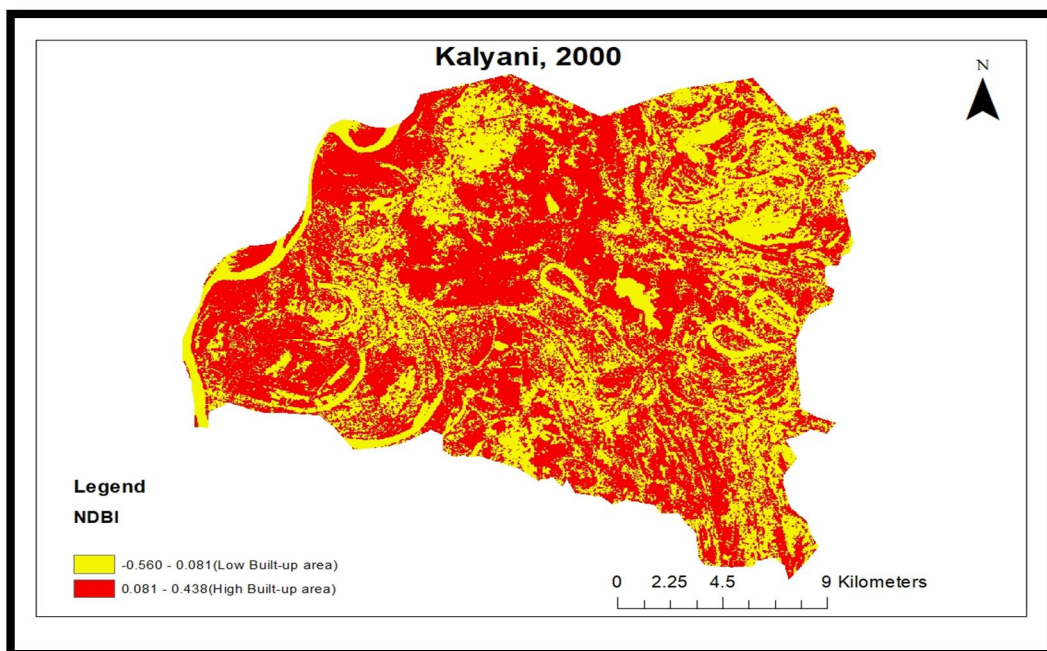 Kalyani, 2000
N
Legend
NDBI
-0.560 - 0.081(Low Built-up area)
0.081 - 0.438(High Built-up area)
0 2.25 4.5 9 Kilometers